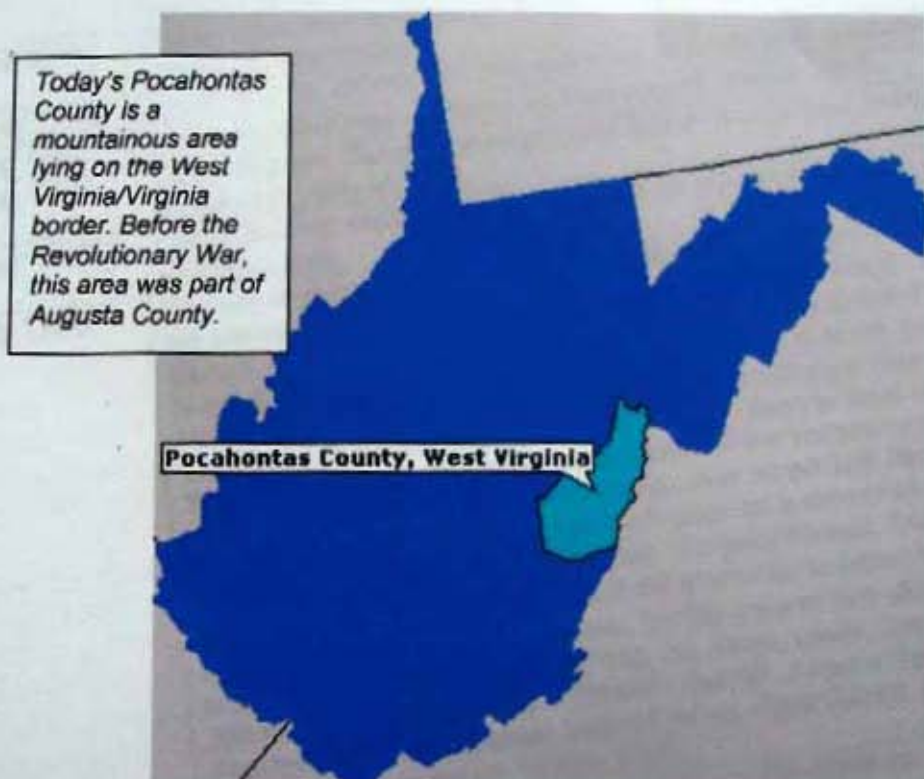 Today's Pocahontas
County is a
mountainous area
lying on the West
Virginia/Virginia
border. Before the
Revolutionary War,
this area was part of
Augusta County.
Pocahontas County, West Virginia